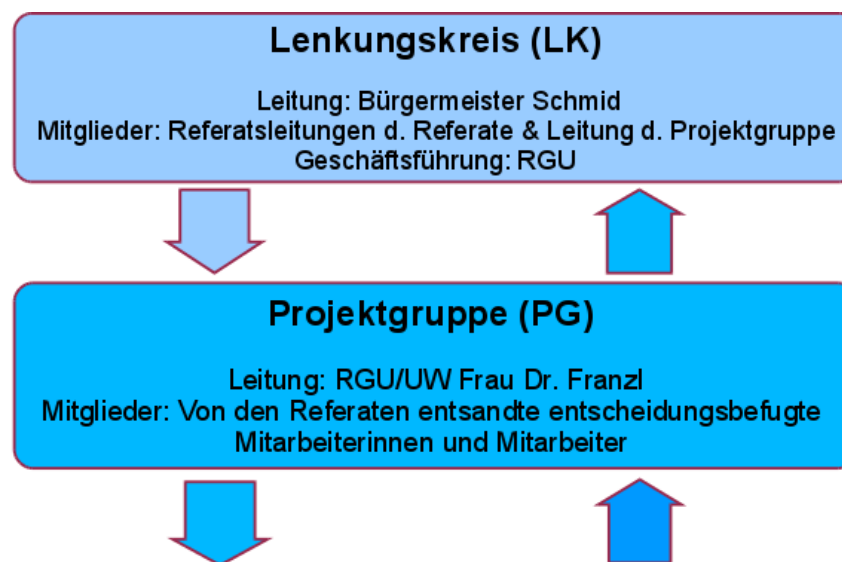 Lenkungskreis (LK)
Leitung: Bürgermeister Schmid
Mitglieder: Referatsleitungen d. Referate & Leitung d. Projektgruppe
Geschäftsführung: RGU
Projektgruppe (PG)
Leitung: RGU/UW Frau Dr. Franzl
Mitglieder: Von den Referaten entsandte entscheidungsbefugte
Mitarbeiterinnen und Mitarbeiter